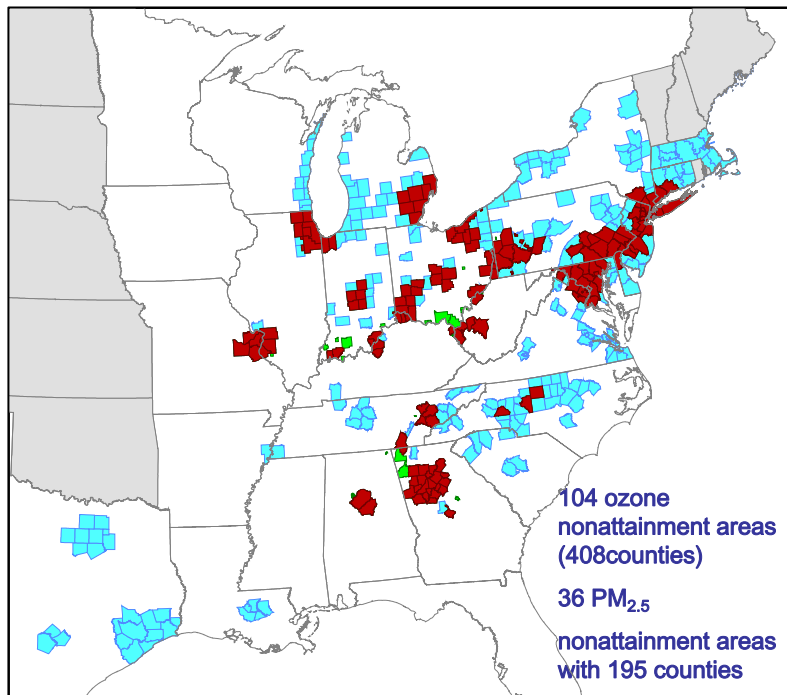 104 ozone
nonattainment areas
(408counties)
36 PM2.5
nonattainment areas
with 195 counties